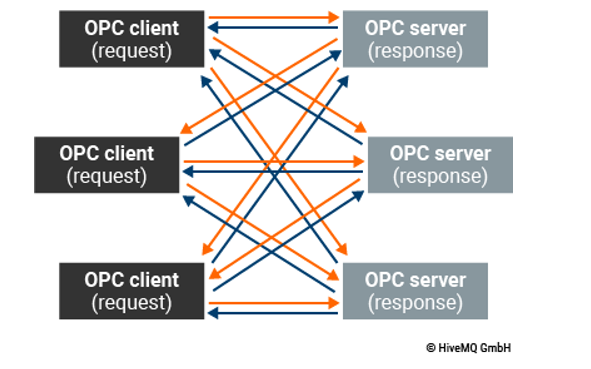 OPC client
(request)
OPC server
(response)
OPC client
(request)
OPC server
(response)
OPC client
(request)
OPC server
(response)
© HiveMQ GmbH